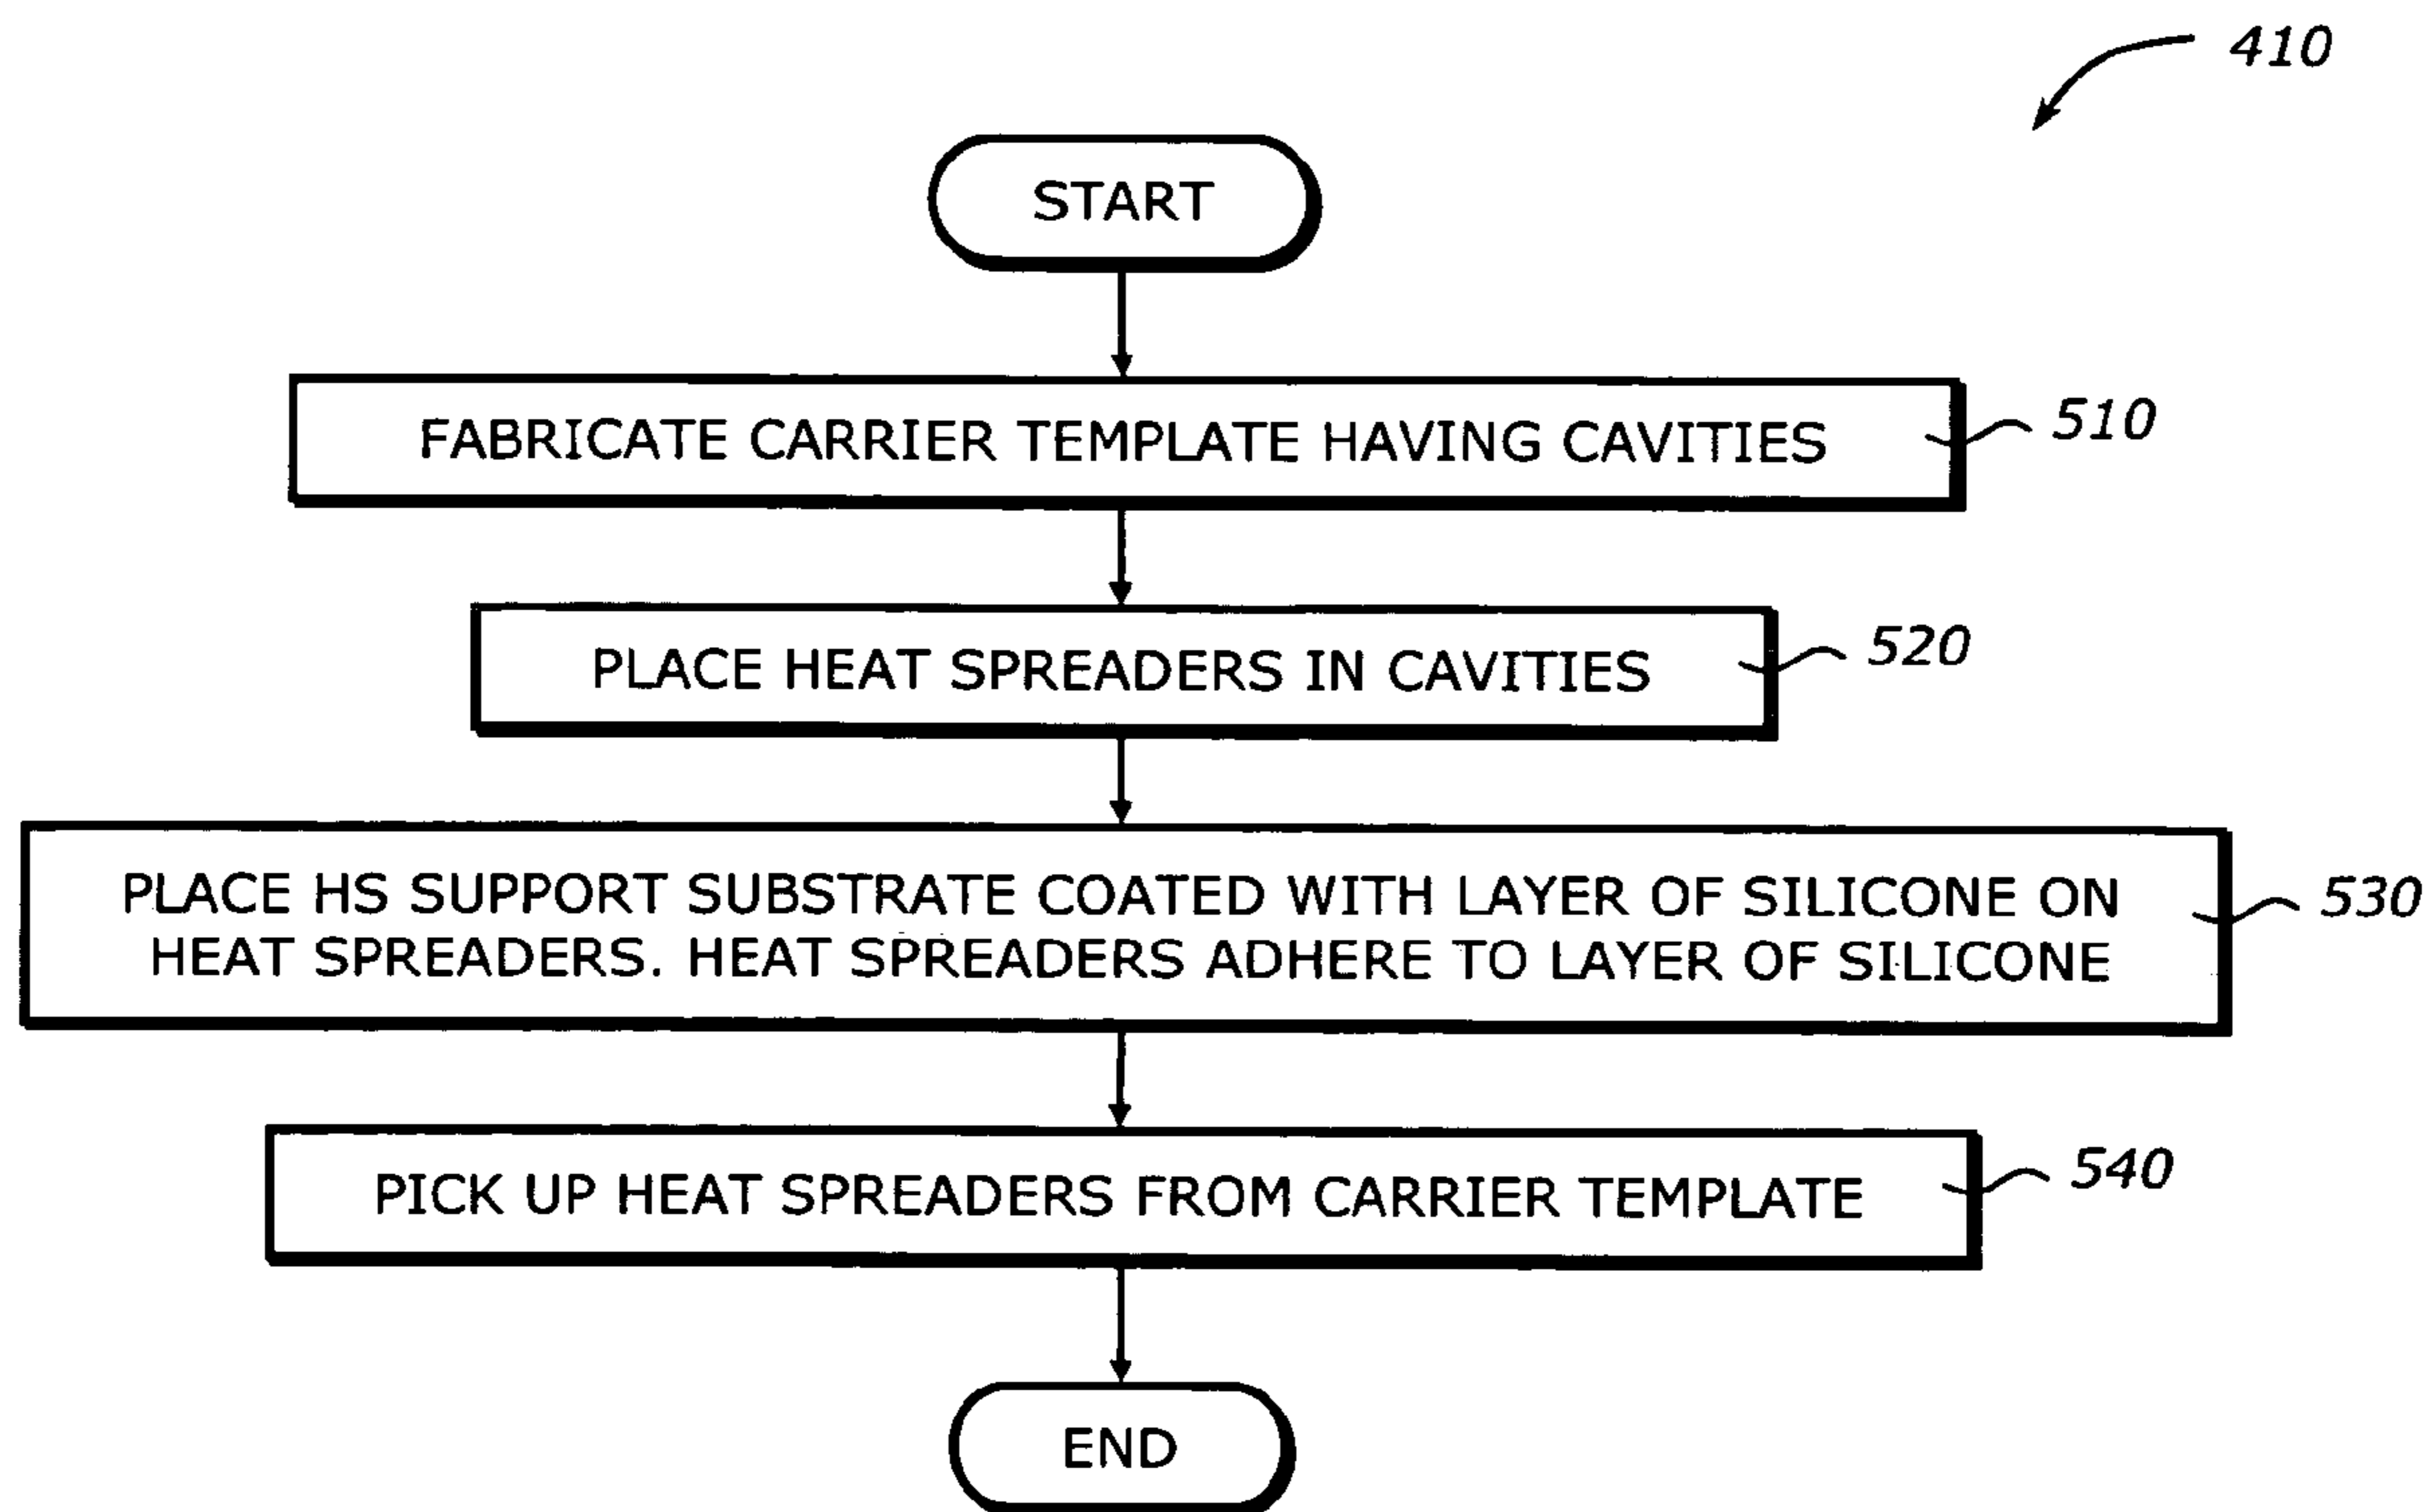 410
START
FABRICATE CARRIER TEMPLATE HAVING CAVITIES
510
PLACE HEAT SPREADERS IN CAVITIES
520
PLACE HS SUPPORT SUBSTRATE COATED WITH LAYER OF SILICONE ON
HEAT SPREADERS. HEAT SPREADERS ADHERE TO LAYER OF SILICONE
530
PICK UP HEAT SPREADERS FROM CARRIER TEMPLATE
540
END